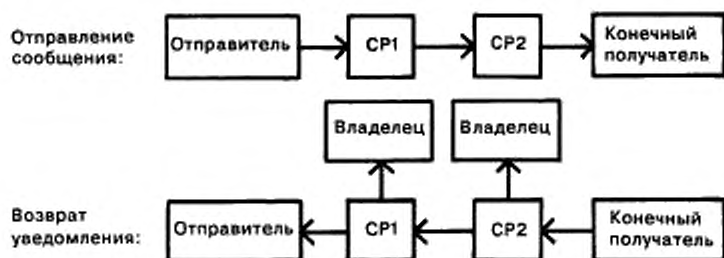 Отправление
сообщения:
Отправитель
СР1
СР2
Конечный
получатель
Владелец
Владелец
Возврат
уведомления:
Отправитель
СР1
СР2
Конечный
получатель